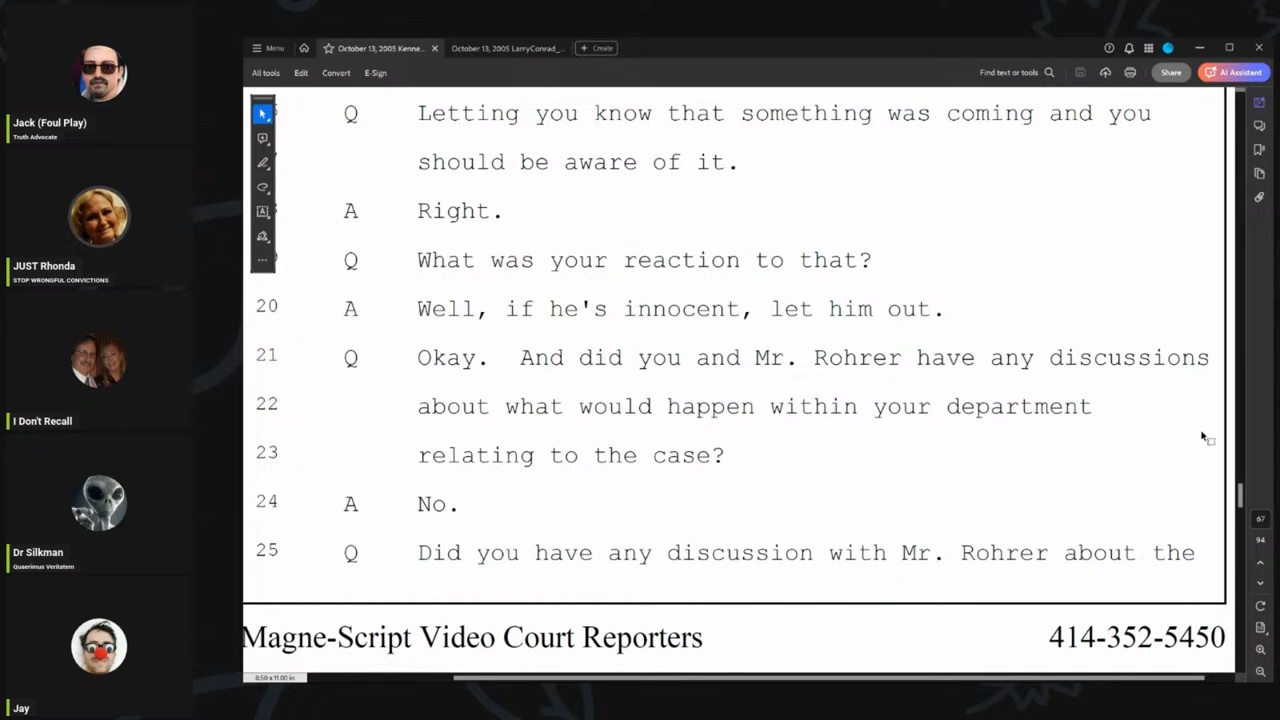 Jack (Foul Play)
Truth Advocate
JUST Rhonda
STOP WRONGFUL CONVICTIONS
I Don't Recall
Dr Silkman
Quaerimus Veritatem
Jay
Menu
October 13, 2005 Kenne...
October 13, 2005 LarryConrad_...
+ Create
All tools
Edit
Convert
E-Sign
Find text or tools
Share
AI Assistant
Q Letting you know that something was coming and you
should be aware of it.
A Right.
Q What was your reaction to that?
20 A Well, if he's innocent, let him out.
21 Q Okay. And did you and Mr. Rohrer have any discussions
22 about what would happen within your department
23 relating to the case?
24 A No.
25 Q Did you have any discussion with Mr. Rohrer about the
Magne-Script Video Court Reporters 414-352-5450
8.50 x 11.00 in
67
94